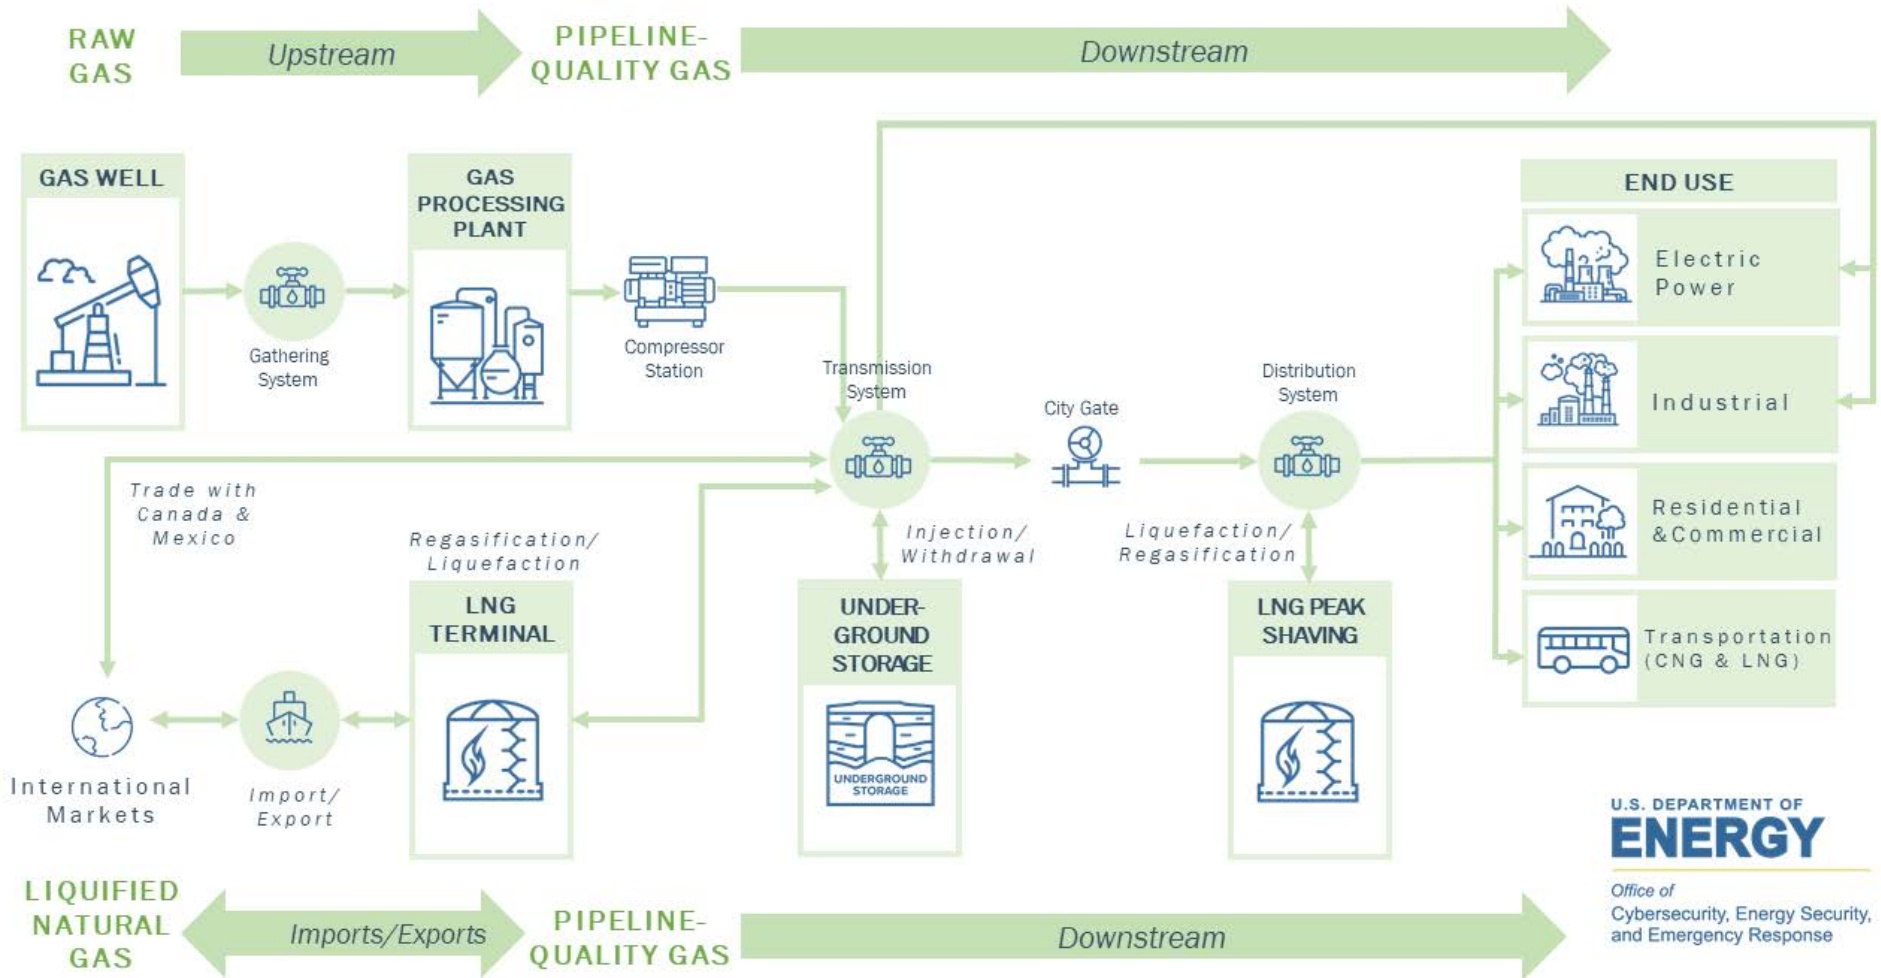 RAW
GAS
Upstream
PIPELINE-
QUALITY GAS
Downstream
GAS WELL
Gathering
System
GAS
PROCESSING
PLANT
Compressor
Station
Transmission
System
City Gate
Distribution
System
END USE
Electric
Power
Industrial
Residential
&Commercial
Transportation
(CNG & LNG)
Trade with
Canada &
Mexico
Regasification/
Liquefaction
Injection/
Withdrawal
Liquefaction/
Regasification
International
Markets
Import/
Export
LNG
TERMINAL
UNDER-
GROUND
STORAGE
UNDERGROUND
STORAGE
LNG PEAK
SHAVING
LIQUIFIED
NATURAL
GAS
Imports/Exports
PIPELINE-
QUALITY GAS
Downstream
U.S. DEPARTMENT OF
ENERGY
Office of
Cybersecurity, Energy Security,
and Emergency Response